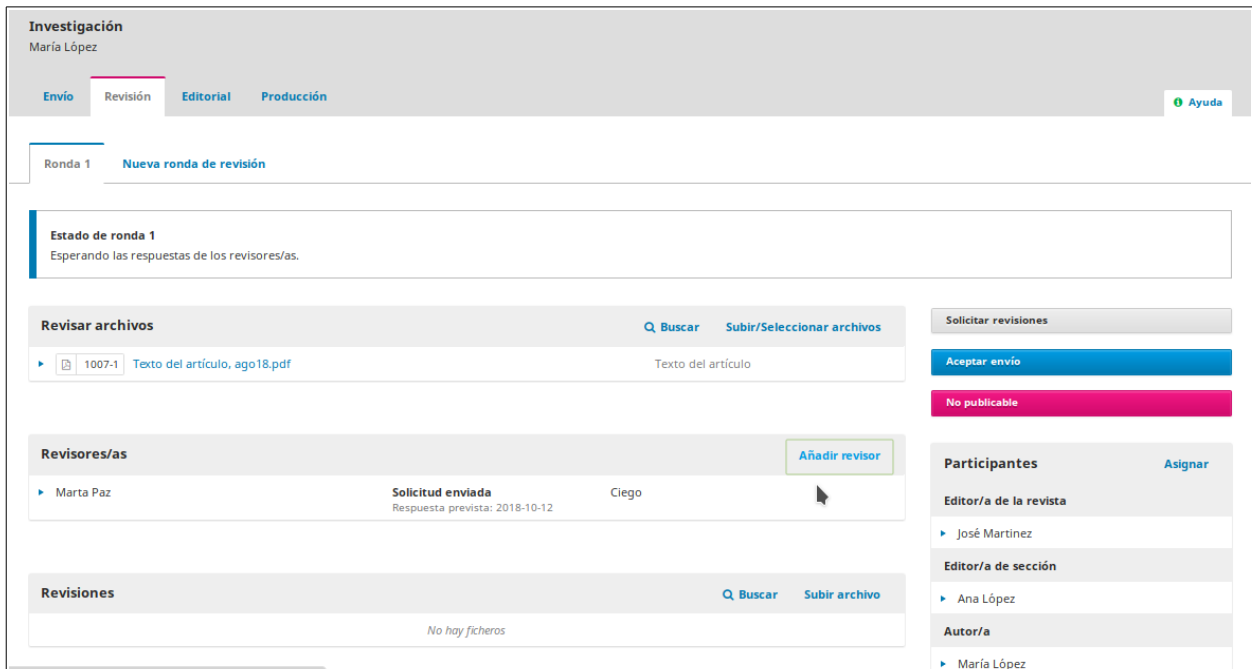 Investigación
María López
Envío Revisión Editorial Producción
Ayuda
Ronda 1 Nueva ronda de revisión
Estado de ronda 1
Esperando las respuestas de los revisores/as.
Revisar archivos Buscar Subir/Seleccionar archivos
1007-1 Texto del artículo, ago18.pdf Texto del artículo
Revisores/as Añadir revisor
Marta Paz Solicitud enviada Ciego
Respuesta prevista: 2018-10-12
Revisiones Buscar Subir archivo
No hay ficheros
Solicitar revisiones
Aceptar envío
No publicable
Participantes Asignar
Editor/a de la revista
José Martinez
Editor/a de sección
Ana López
Autor/a
María López